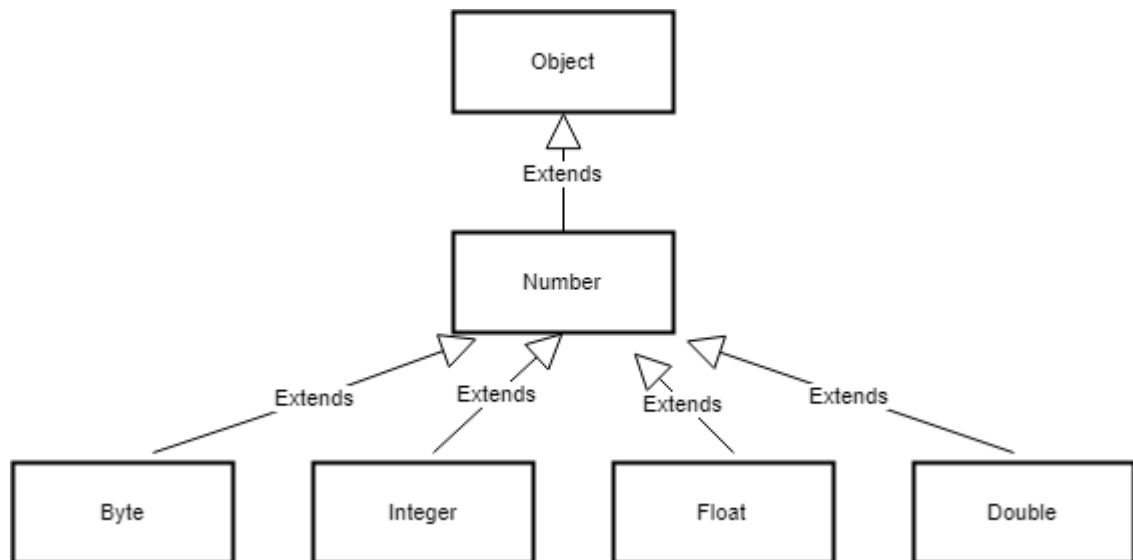 Object
Extends
Number
Extends
Extends
Extends
Extends
Byte
Integer
Float
Double